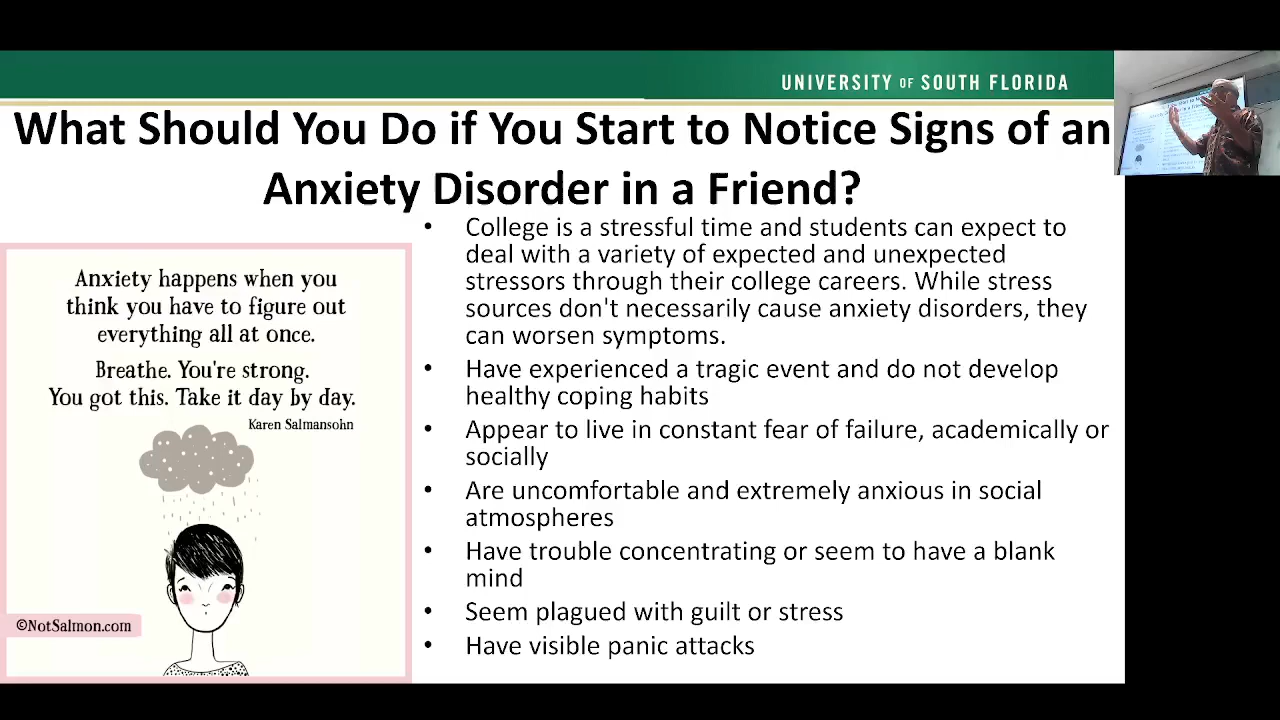 UNIVERSITY OF SOUTH FLORIDA
What Should You Do if You Start to Notice Signs of an
Anxiety Disorder in a Friend?
Anxiety happens when you
think you have to figure out
everything all at once.
Breathe. You're strong.
You got this. Take it day by day.
Karen Salmansohn
©NotSalmon.com
• College is a stressful time and students can expect to
deal with a variety of expected and unexpected
stressors through their college careers. While stress
sources don't necessarily cause anxiety disorders, they
can worsen symptoms.
• Have experienced a tragic event and do not develop
healthy coping habits
• Appear to live in constant fear of failure, academically or
socially
• Are uncomfortable and extremely anxious in social
atmospheres
• Have trouble concentrating or seem to have a blank
mind
• Seem plagued with guilt or stress
• Have visible panic attacks